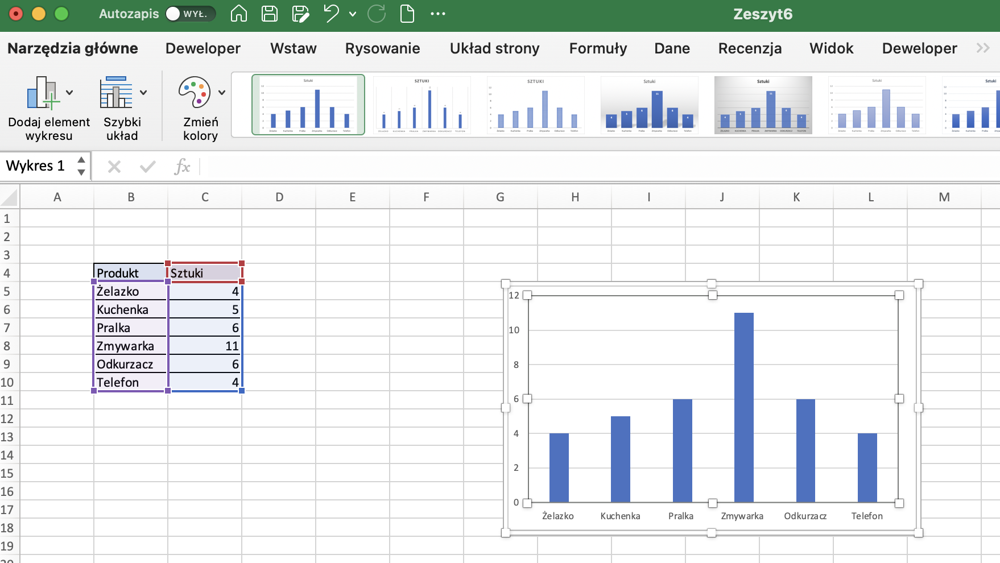 Autozapis WYŁ. Zeszyt6
Narzędzia główne Deweloper Wstaw Rysowanie Układ strony Formuły Dane Recenzja Widok Deweloper
Dodaj element wykresu
Szybki układ
Zmień kolory
Sztuki
SZTUKI
SZTUKI
Sztuki
Sztuki
Sztuki
Sztuki
Wykres 1 fx
A B C D E F G H I J K L M
1
2
3
4 Produkt Sztuki
5 Żelazko 4
6 Kuchenka 5
7 Pralka 6
8 Zmywarka 11
9 Odkurzacz 6
10 Telefon 4
11
12
13
14
15
16
17
18
19
20
12
10
8
6
4
2
0
Żelazko Kuchenka Pralka Zmywarka Odkurzacz Telefon